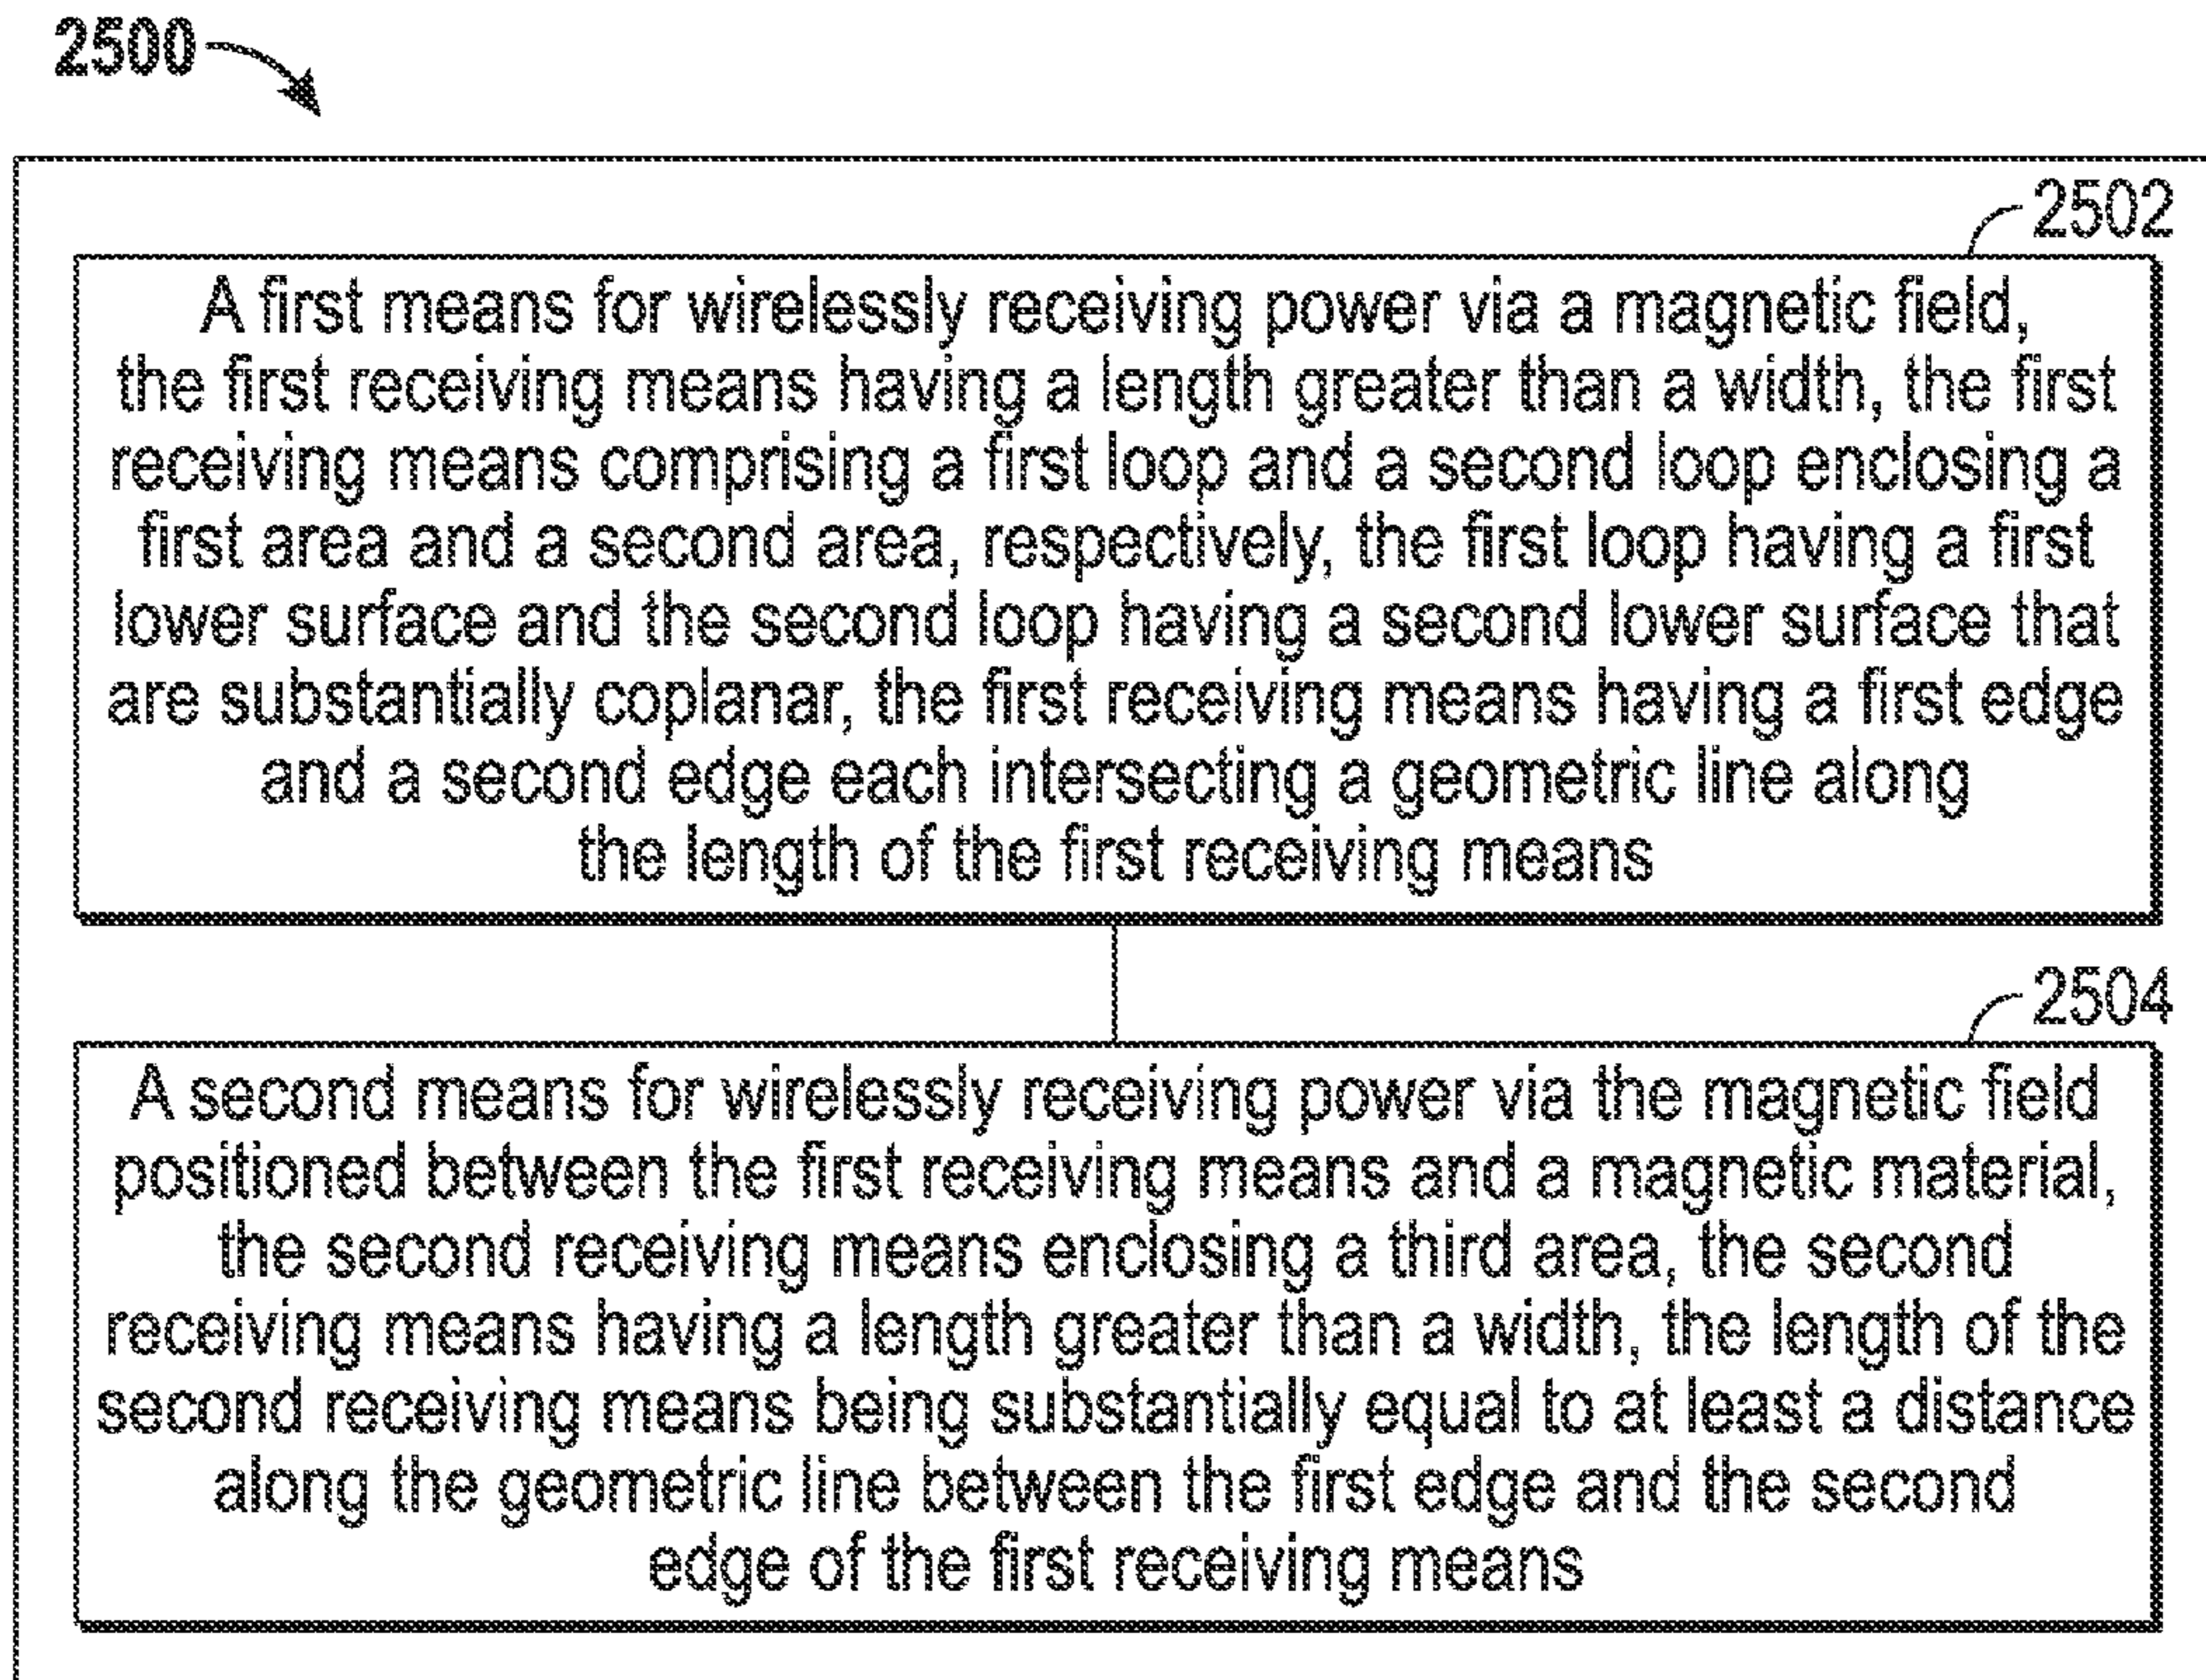 2500
2502
A first means for wirelessly receiving power via a magnetic field,
the first receiving means having a length greater than a width, the first
receiving means comprising a first loop and a second loop enclosing a
first area and a second area, respectively, the first loop having a first
lower surface and the second loop having a second lower surface that
are substantially coplanar, the first receiving means having a first edge
and a second edge each intersecting a geometric line along
the length of the first receiving means
2504
A second means for wirelessly receiving power via the magnetic field
positioned between the first receiving means and a magnetic material,
the second receiving means enclosing a third area, the second
receiving means having a length greater than a width, the length of the
second receiving means being substantially equal to at least a distance
along the geometric line between the first edge and the second
edge of the first receiving means